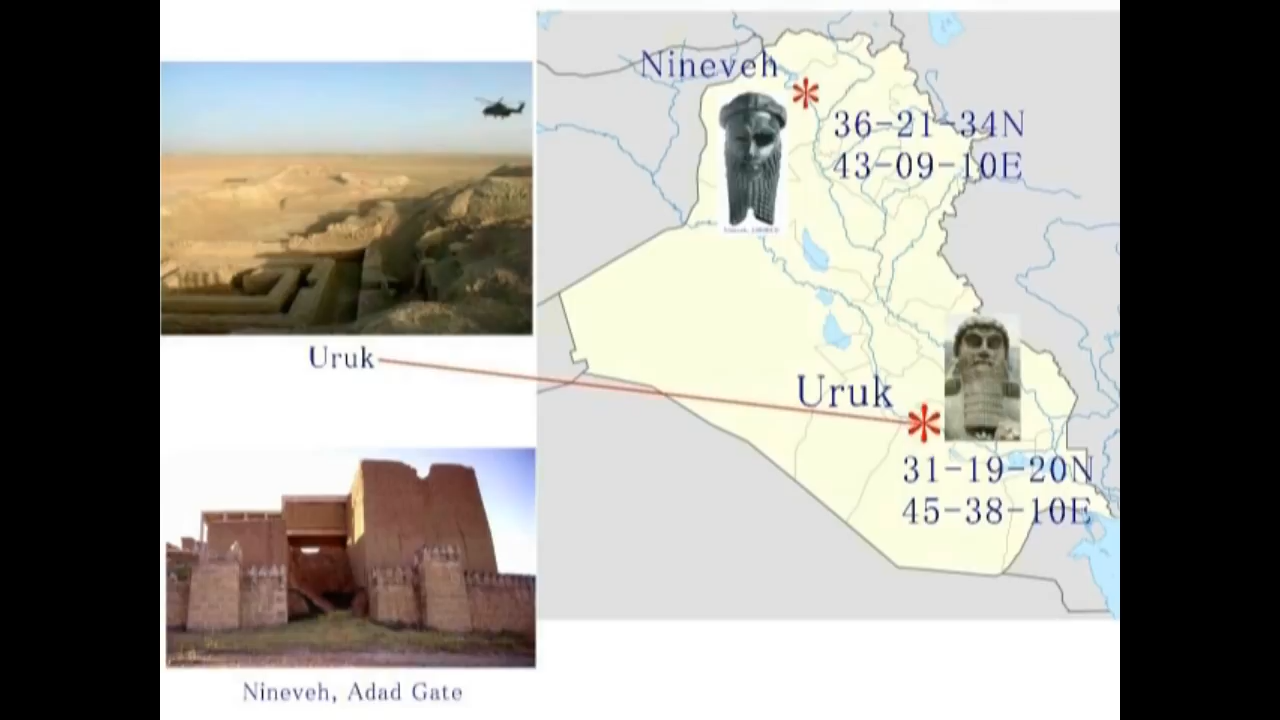 Nineveh
36-21-34N
43-09-10E
Uruk
Uruk
31-19-20N
45-38-10E
Nineveh, Adad Gate